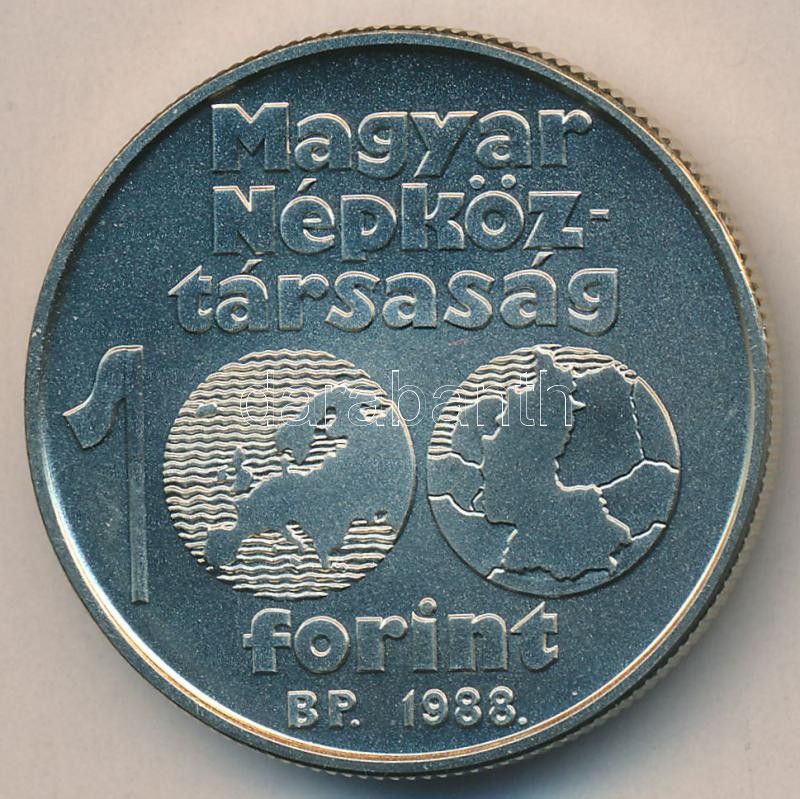 Magyar
Népköz-
társaság
100
darabanth
forint
BP. 1988.